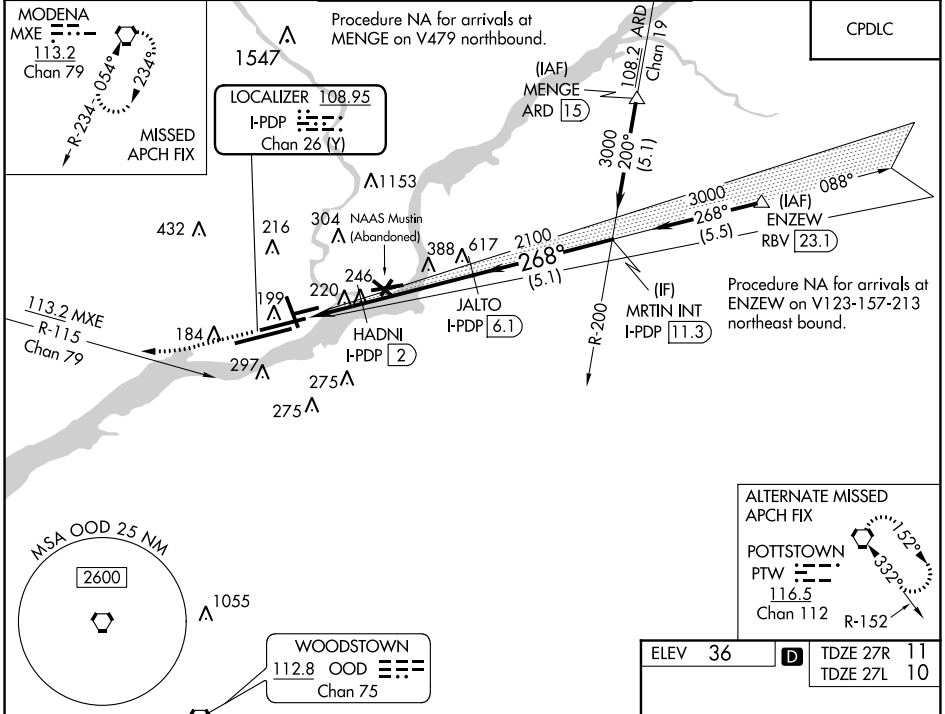 MODENA
MXE
113.2
Chan 79
R-234
054°
234°
MISSED
APCH FIX
1547
Procedure NA for arrivals at
MENGE on V479 northbound.
LOCALIZER 108.95
I-PDP
Chan 26 (Y)
(IAF)
MENGE
ARD 15
108.2 ARD
Chan 19
CPDLC
3000
200°
(5.1)
1153
432
216
304
NAAS Mustin
(Abandoned)
388
617
2100
268°
(5.1)
3000
268°
(5.5)
088°
(IAF)
ENZEW
RBV 23.1
199
220
246
184
HADNI
I-PDP 2
JALTO
I-PDP 6.1
(IF)
MRTIN INT
I-PDP 11.3
R-200
Procedure NA for arrivals at
ENZEW on V123-157-213
northeast bound.
113.2 MXE
R-115
Chan 79
297
275
275
MSA OOD 25 NM
2600
1055
WOODSTOWN
112.8 OOD
Chan 75
ALTERNATE MISSED
APCH FIX
POTTSTOWN
PTW
116.5
Chan 112
152°
332°
R-152
ELEV 36
D
TDZE 27R 11
TDZE 27L 10